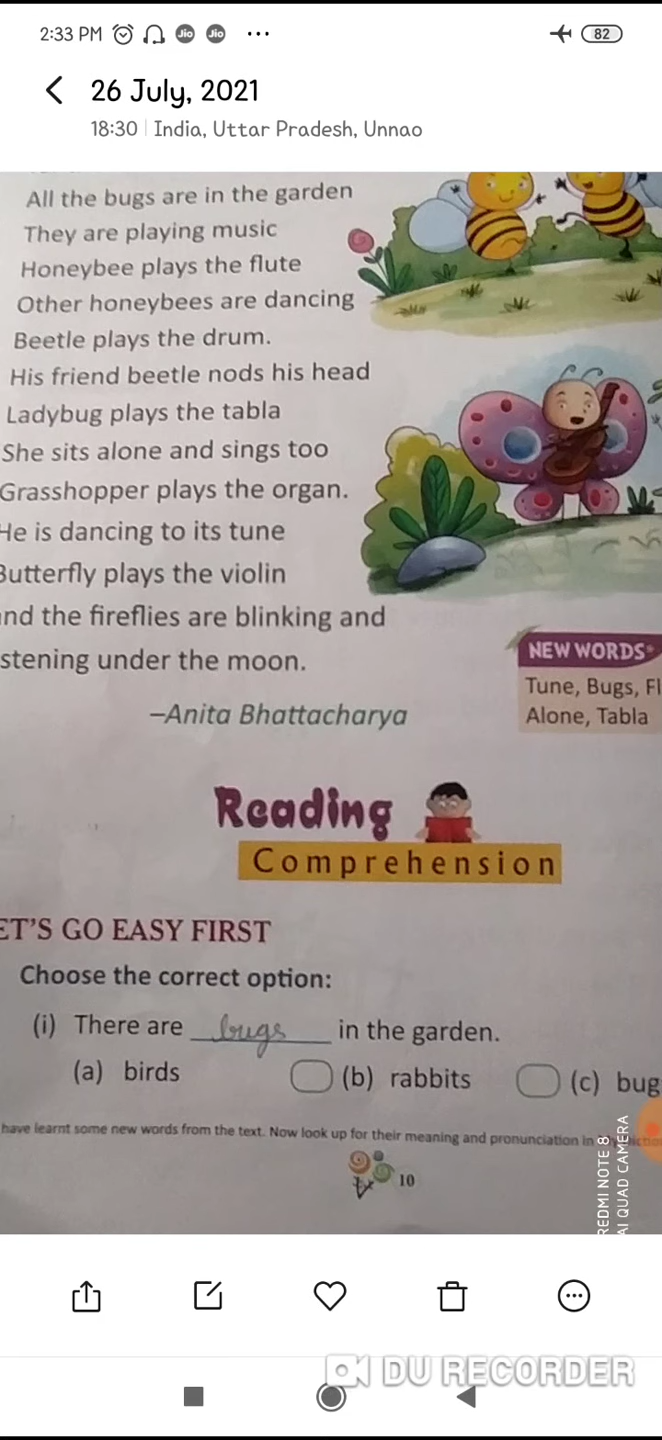 2:33 PM Jio Jio ... 82
26 July, 2021
18:30 | India, Uttar Pradesh, Unnao
All the bugs are in the garden
They are playing music
Honeybee plays the flute
Other honeybees are dancing
Beetle plays the drum.
His friend beetle nods his head
Ladybug plays the tabla
She sits alone and sings too
Grasshopper plays the organ.
He is dancing to its tune
Butterfly plays the violin
and the fireflies are blinking and
stening under the moon.
–Anita Bhattacharya
NEW WORDS*
Tune, Bugs, Fl
Alone, Tabla
Reading
Comprehension
ET'S GO EASY FIRST
Choose the correct option:
(i) There are bugs in the garden.
(a) birds (b) rabbits (c) bug
have learnt some new words from the text. Now look up for their meaning and pronunciation in
10
REDMI NOTE 8
AI QUAD CAMERA
DU RECORDER